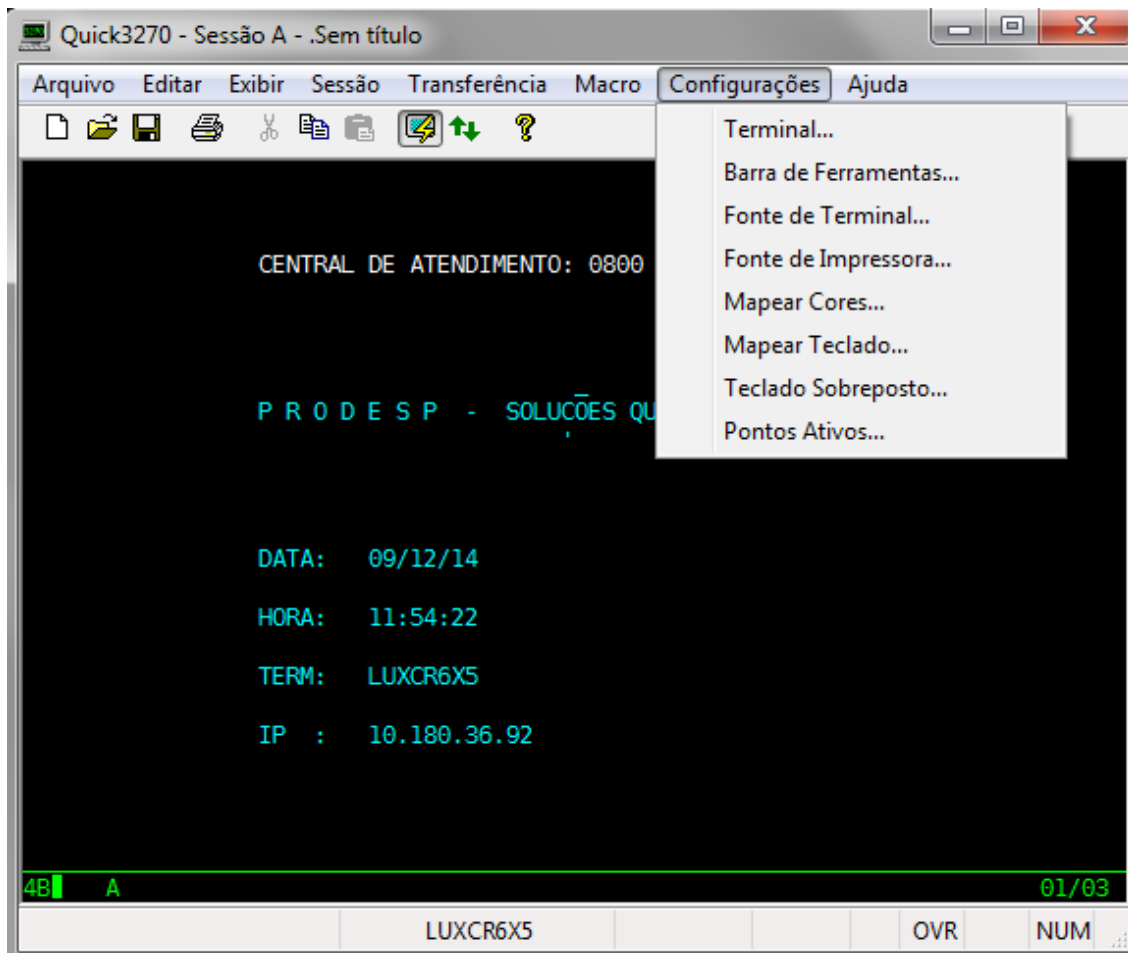 Quick3270 - Sessão A - .Sem título
Arquivo Editar Exibir Sessão Transferência Macro Configurações Ajuda
Terminal...
Barra de Ferramentas...
Fonte de Terminal...
Fonte de Impressora...
Mapear Cores...
Mapear Teclado...
Teclado Sobreposto...
Pontos Ativos...
CENTRAL DE ATENDIMENTO: 0800
P R O D E S P - SOLUCOES QU
DATA: 09/12/14
HORA: 11:54:22
TERM: LUXCR6X5
IP : 10.180.36.92
4B A 01/03
LUXCR6X5 OVR NUM